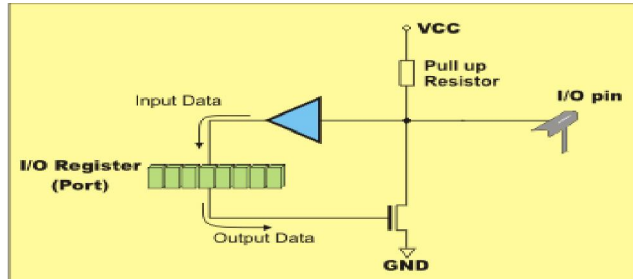 VCC
Pull up
Resistor
I/O pin
Input Data
I/O Register
(Port)
Output Data
GND